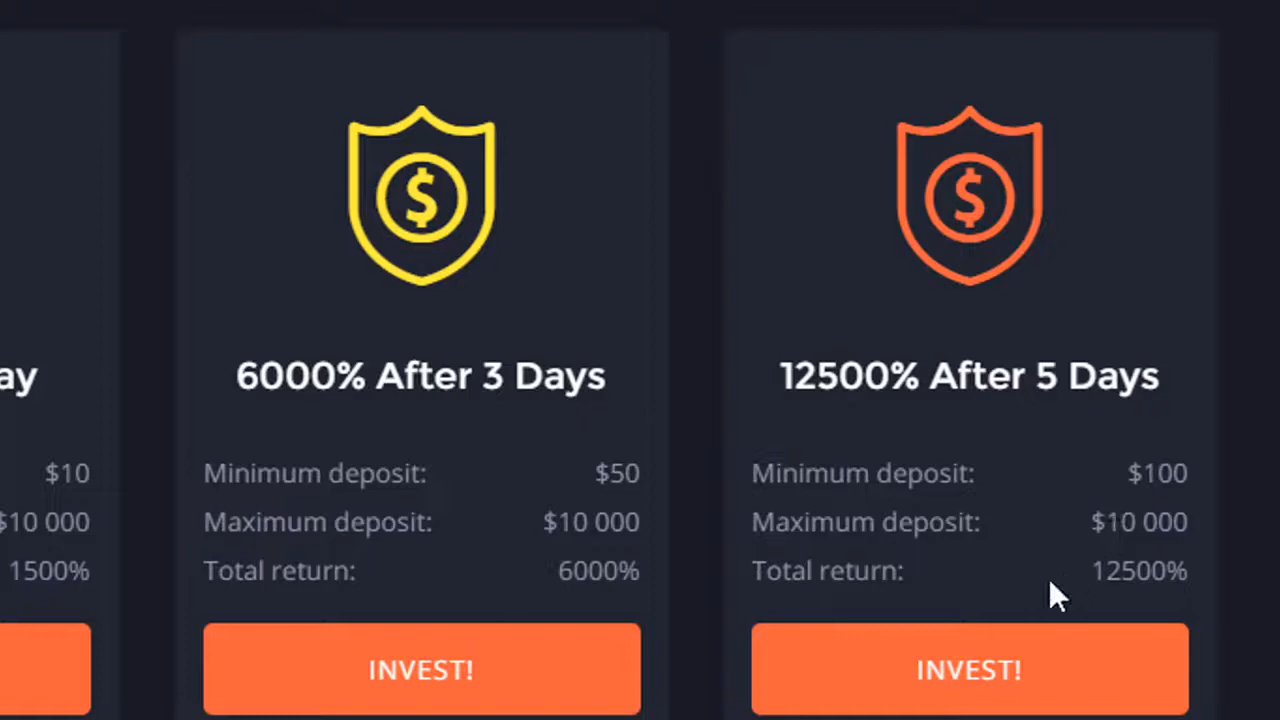 ay
$10
$10 000
1500%
$
6000% After 3 Days
Minimum deposit: $50
Maximum deposit: $10 000
Total return: 6000%
INVEST!
$
12500% After 5 Days
Minimum deposit: $100
Maximum deposit: $10 000
Total return: 12500%
INVEST!